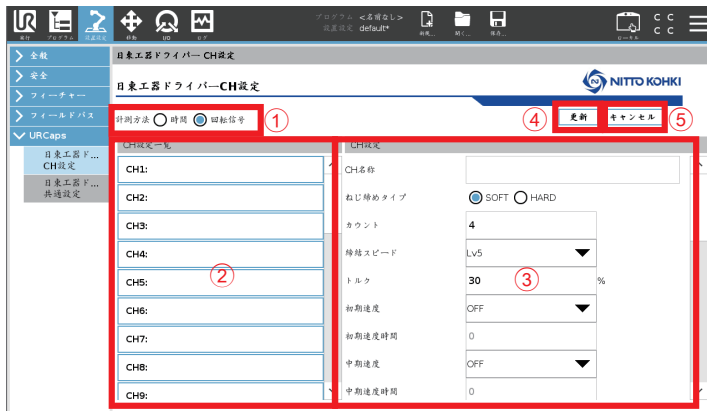 UR
実行 プログラム 設置設定 移動 I/O ログ
プログラム <名前なし>
設置設定 default*
新規... 開く... 保存...
ローカル
C C
C C
全般
安全
フィーチャー
フィールドバス
URCaps
日東工器ド...
CH設定
日東工器ド...
共通設定
日東工器ドライバー CH設定
日東工器ドライバーCH設定
NITTO KOHKI
計測方法 時間 回転信号 ①
④ 更新 キャンセル ⑤
CH設定一覧
CH1:
CH2:
CH3:
CH4:
CH5:
②
CH6:
CH7:
CH8:
CH9:
CH設定
CH名称
ねじ締めタイプ SOFT HARD
カウント 4
締結スピード Lv5
トルク 30 % ③
初期速度 OFF
初期速度時間 0
中期速度 OFF
中期速度時間 0